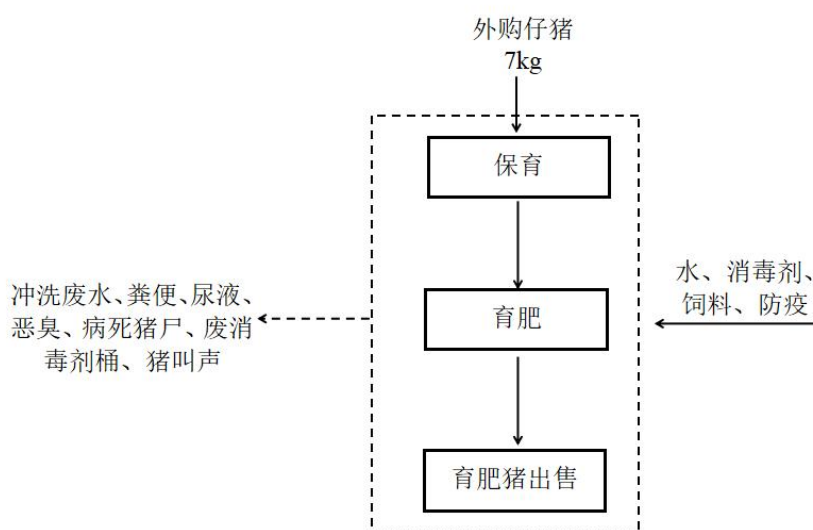 外购仔猪
7kg
保育
水、消毒剂、
饲料、防疫
冲洗废水、粪便、尿液、
恶臭、病死猪尸、废消
毒剂桶、猪叫声
育肥
育肥猪出售